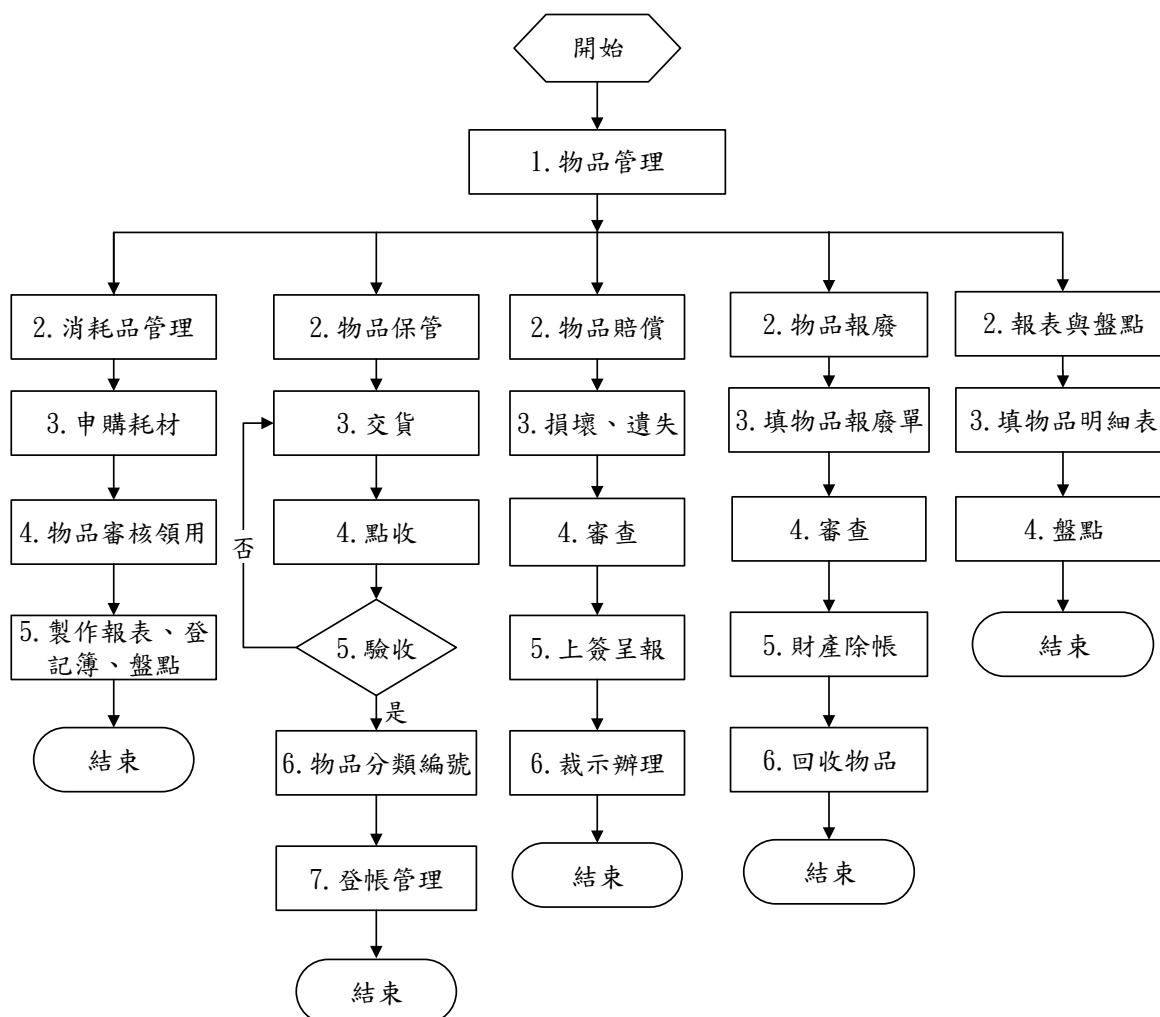 開始
1.物品管理
2.消耗品管理
3.申購耗材
4.物品審核領用
5.製作報表、登
記簿、盤點
結束
2.物品保管
3.交貨
4.點收
5.驗收
否
是
6.物品分類編號
7.登帳管理
結束
2.物品賠償
3.損壞、遺失
4.審查
5.上簽呈報
6.裁示辦理
結束
2.物品報廢
3.填物品報廢單
4.審查
5.財產除帳
6.回收物品
結束
2.報表與盤點
3.填物品明細表
4.盤點
結束